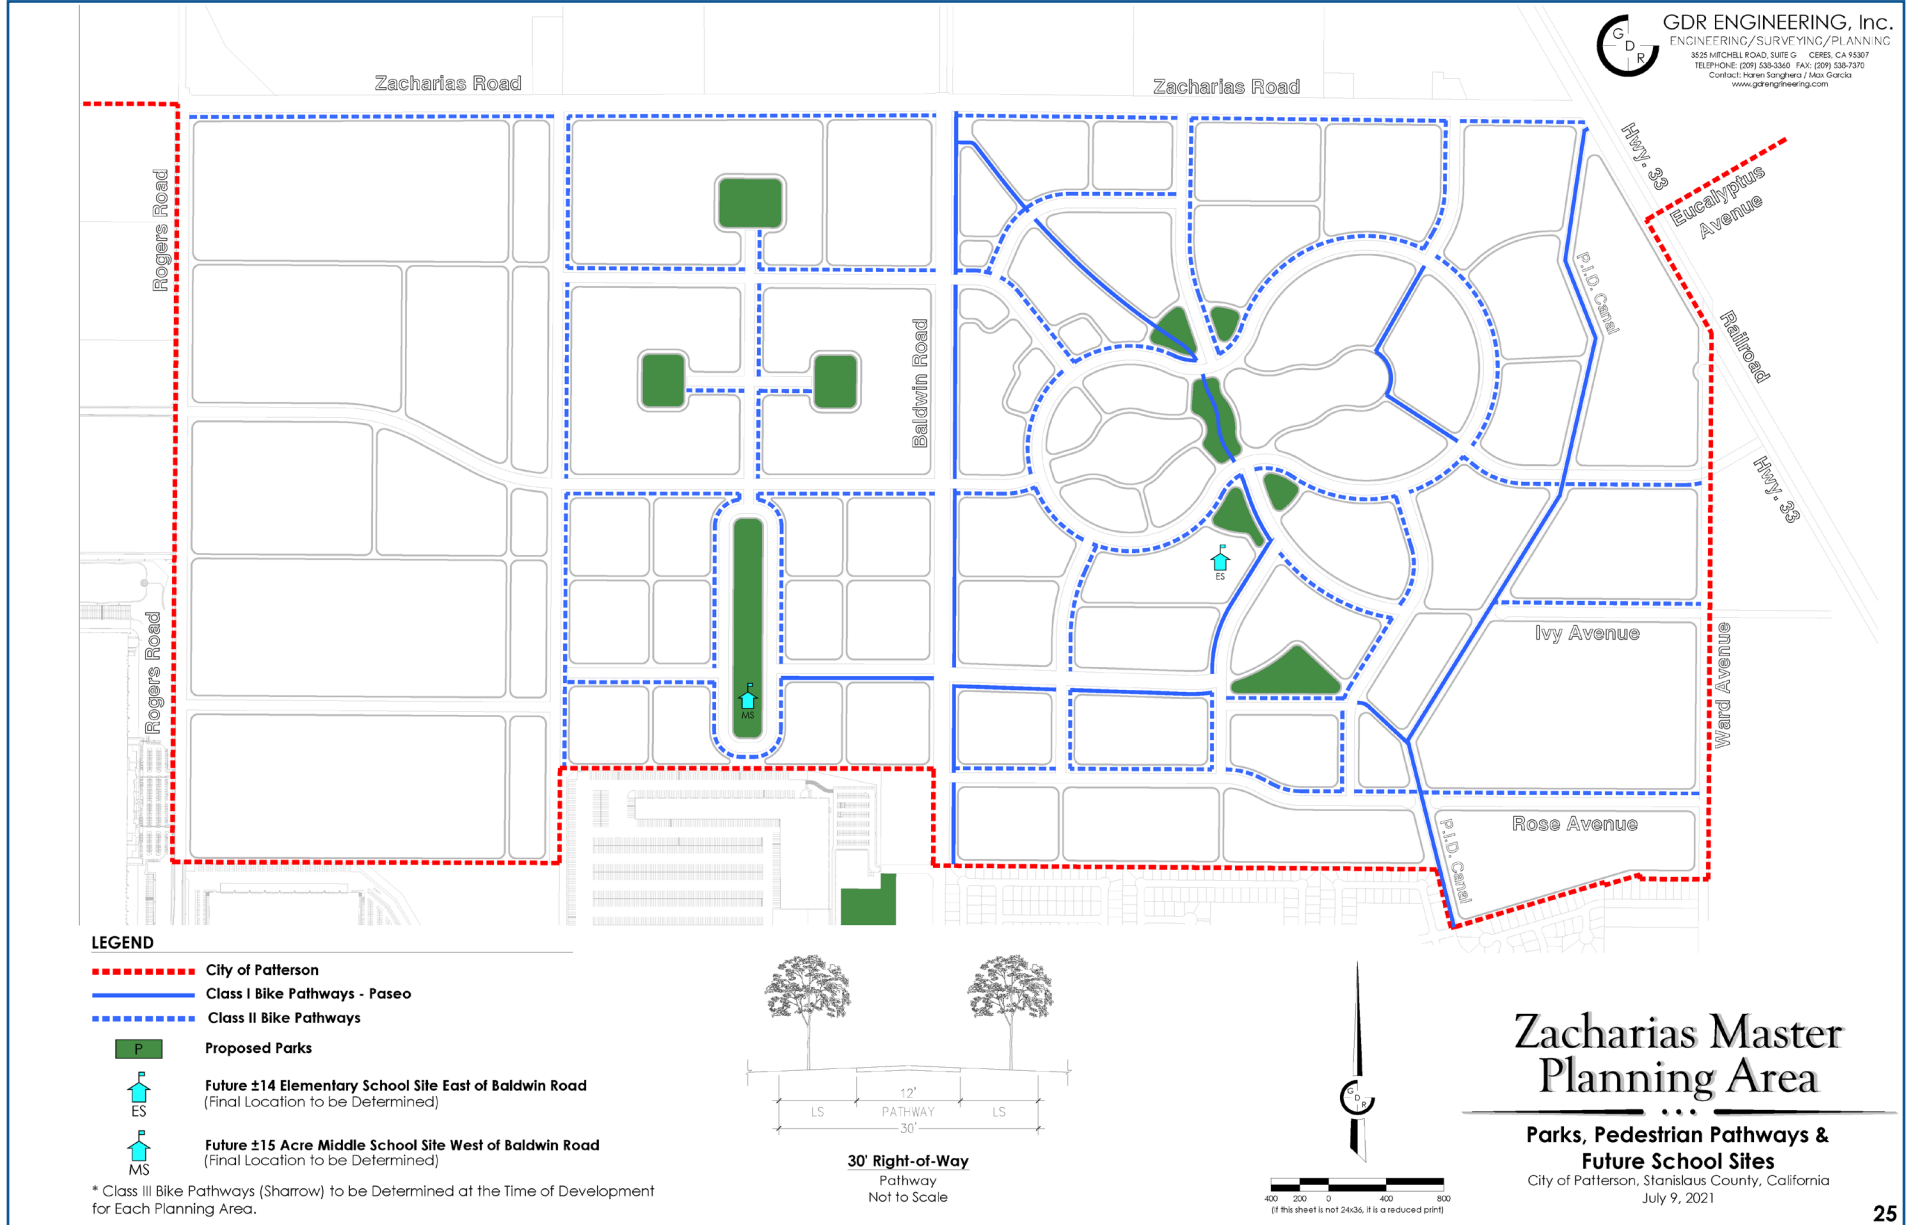 GDR ENGINEERING, Inc.
ENGINEERING/SURVEYING/PLANNING
3525 MITCHELL ROAD, SUITE G CERES, CA 95307
TELEPHONE: (209) 538-3360 FAX: (209) 538-7370
Contact: Haren Sanghera / Max Garcia
www.gdrengineering.com
G
D
R
Zacharias Road
Zacharias Road
Hwy. 33
Eucalyptus
Avenue
Rogers Road
P.I.D. Canal
Railroad
Baldwin Road
Hwy. 33
ES
Rogers Road
Ivy Avenue
Ward Avenue
MS
Rose Avenue
P.I.D. Canal
LEGEND
City of Patterson
Class I Bike Pathways - Paseo
Class II Bike Pathways
P
Proposed Parks
Future ±14 Elementary School Site East of Baldwin Road
(Final Location to be Determined)
ES
Future ±15 Acre Middle School Site West of Baldwin Road
(Final Location to be Determined)
MS
* Class III Bike Pathways (Sharrow) to be Determined at the Time of Development
for Each Planning Area.
12'
LS PATHWAY LS
30'
30' Right-of-Way
Pathway
Not to Scale
G
D
R
400 200 0 400 800
(If this sheet is not 24x36, it is a reduced print)
Zacharias Master
Planning Area
Parks, Pedestrian Pathways &
Future School Sites
City of Patterson, Stanislaus County, California
July 9, 2021
25